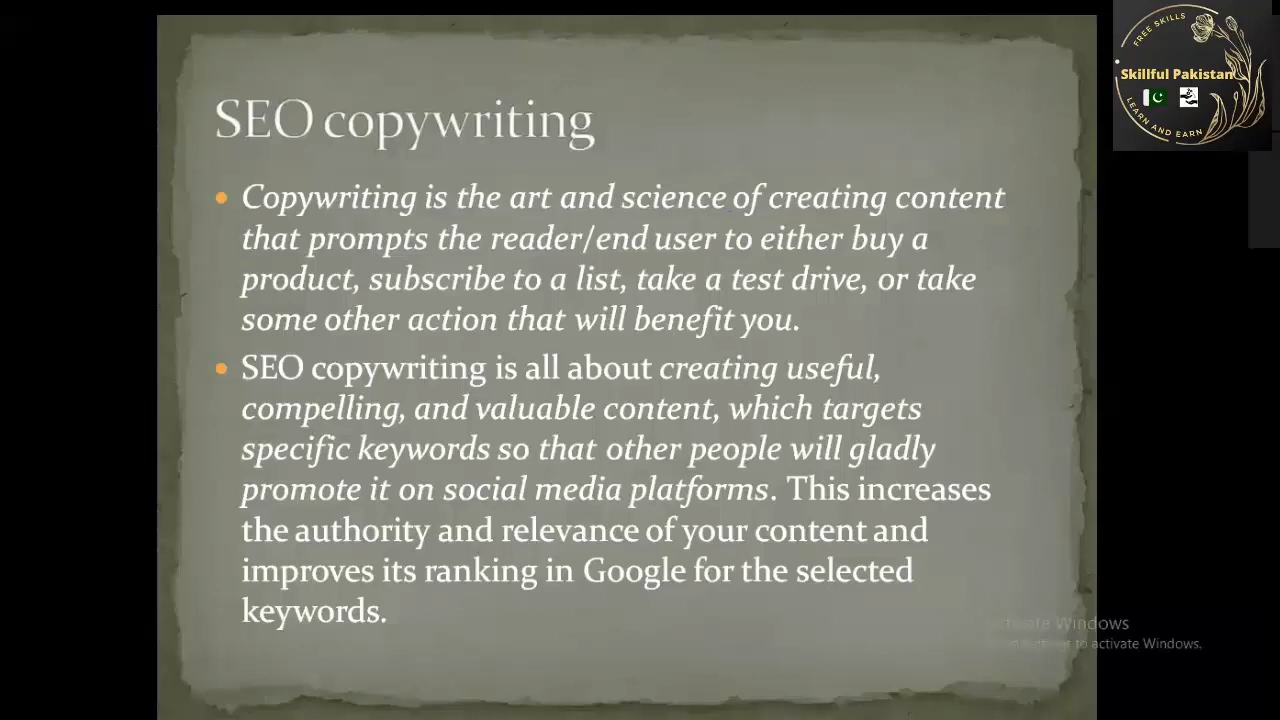 SEO copywriting
Copywriting is the art and science of creating content
that prompts the reader/end user to either buy a
product, subscribe to a list, take a test drive, or take
some other action that will benefit you.
SEO copywriting is all about creating useful,
compelling, and valuable content, which targets
specific keywords so that other people will gladly
promote it on social media platforms. This increases
the authority and relevance of your content and
improves its ranking in Google for the selected
keywords.
FREE SKILLS
Skillful Pakistan
LEARN AND EARN
Windows
to activate Windows.